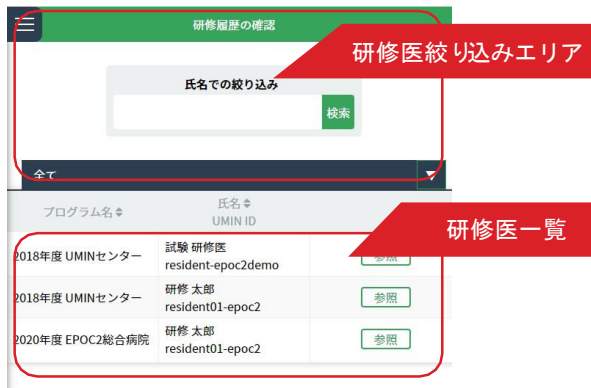 研修履歴の確認
研修医絞り込みエリア
氏名での絞り込み
検索
全て
プログラム名
氏名
UMIN ID
研修医一覧
2018年度 UMINセンター
試験 研修医
resident-epoc2demo
参照
2018年度 UMINセンター
研修 太郎
resident01-epoc2
参照
2020年度 EPOC2総合病院
研修 太郎
resident01-epoc2
参照